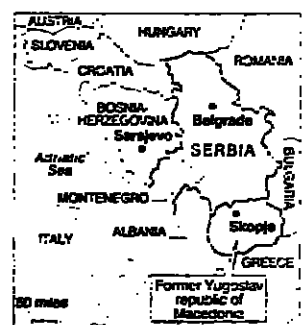 AUSTRIA
HUNGARY
SLOVENIA
ROMANIA
CROATIA
BOSNIA-
HERZEGOVINA
Belgrade
Sarajevo
SERBIA
Adriatic
Sea
BULGARIA
MONTENEGRO
Skopje
ITALY
ALBANIA
GREECE
Former Yugoslav
republic of
Macedonia
50 miles